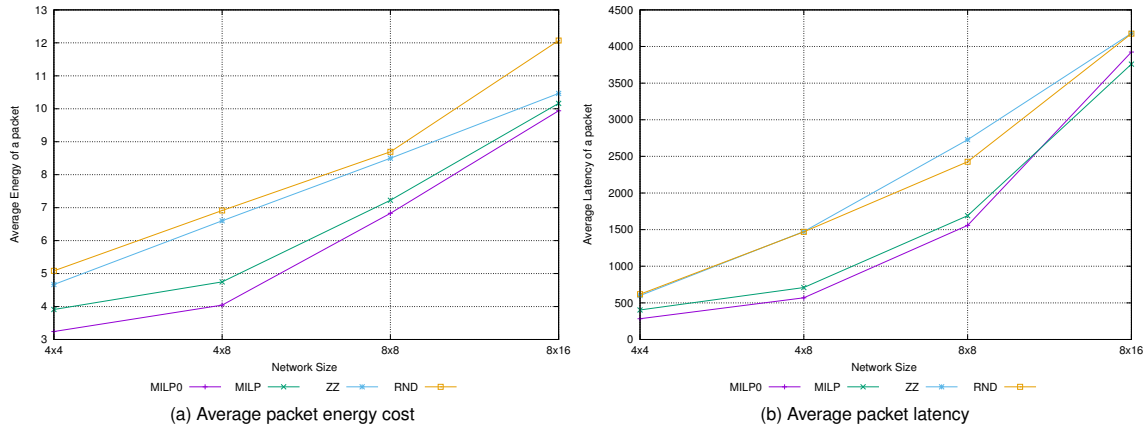 13
12
11
10
9
8
7
6
5
4
3
Average Energy of a packet
4x4 4x8 8x8 8x16
Network Size
MILP0 MILP ZZ RND
(a) Average packet energy cost
4500
4000
3500
3000
2500
2000
1500
1000
500
0
Average Latency of a packet
4x4 4x8 8x8 8x16
Network Size
MILP0 MILP ZZ RND
(b) Average packet latency